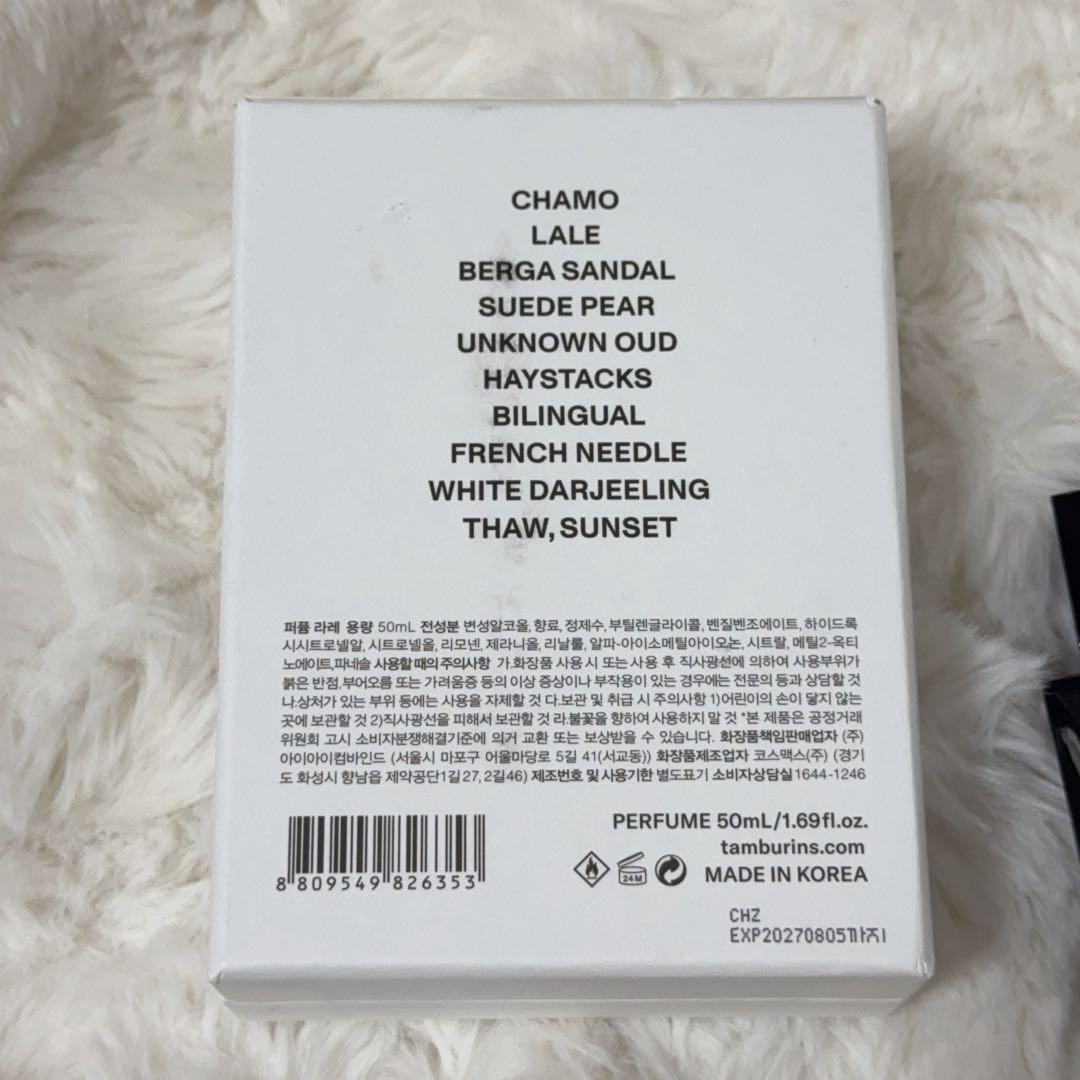 CHAMO
LALE
BERGA SANDAL
SUEDE PEAR
UNKNOWN OUD
HAYSTACKS
BILINGUAL
FRENCH NEEDLE
WHITE DARJEELING
THAW, SUNSET
퍼퓸 라레 용량 50mL 전성분 변성알코올, 향료, 정제수, 부틸렌글라이콜, 벤질벤조에이트, 하이드록
시시트로넬알, 시트로넬올, 리모넨, 제라니올, 리날룰, 알파-아이소메틸아이오논, 시트랄, 메틸2-옥티
노에이트, 파네솔 사용할 때의 주의사항 가.화장품 사용 시 또는 사용 후 직사광선에 의하여 사용부위가
붉은 반점, 부어오름 또는 가려움증 등의 이상 증상이나 부작용이 있는 경우에는 전문의 등과 상담할 것
나.상처가 있는 부위 등에는 사용을 자제할 것 다.보관 및 취급 시 주의사항 1)어린이의 손이 닿지 않는
곳에 보관할 것 2)직사광선을 피해서 보관할 것 라.불꽃을 향하여 사용하지 말 것 *본 제품은 공정거래
위원회 고시 소비자분쟁해결기준에 의거 교환 또는 보상받을 수 있습니다. 화장품책임판매업자 (주)
아이아이컴바인드 (서울시 마포구 어울마당로 5길 41(서교동)) 화장품제조업자 코스맥스(주) (경기
도 화성시 향남읍 제약공단1길 27, 2길46) 제조번호 및 사용기한 별도표기 소비자상담실 1644-1246
8 809549 826353
PERFUME 50mL/1.69fl.oz.
tamburins.com
24M
MADE IN KOREA
CHZ
EXP20270805까지